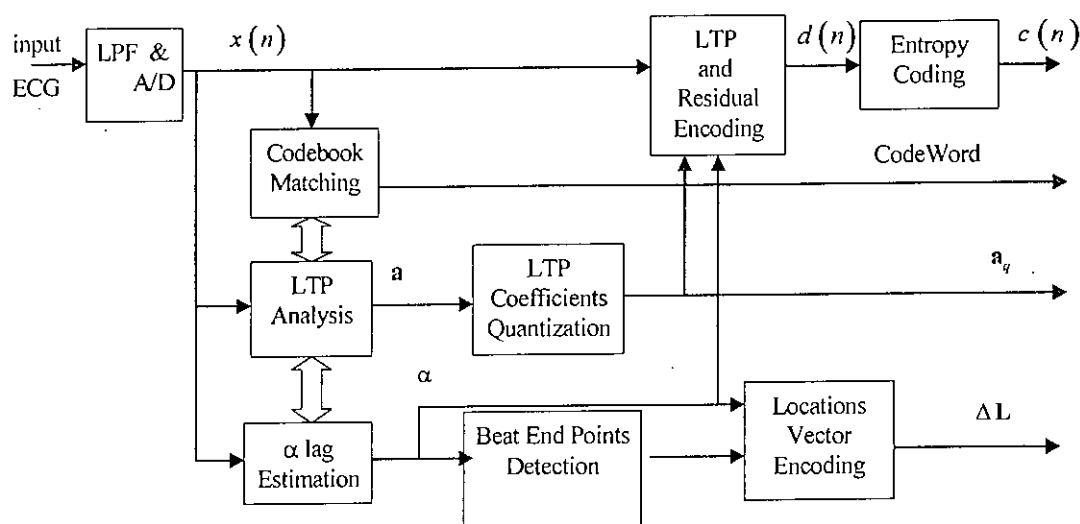 input
ECG
LPF &
A/D
x(n)
LTP
and
Residual
Encoding
d(n)
Entropy
Coding
c(n)
Codebook
Matching
CodeWord
LTP
Analysis
a
LTP
Coefficients
Quantization
a_q
α
α lag
Estimation
Beat End Points
Detection
Locations
Vector
Encoding
ΔL